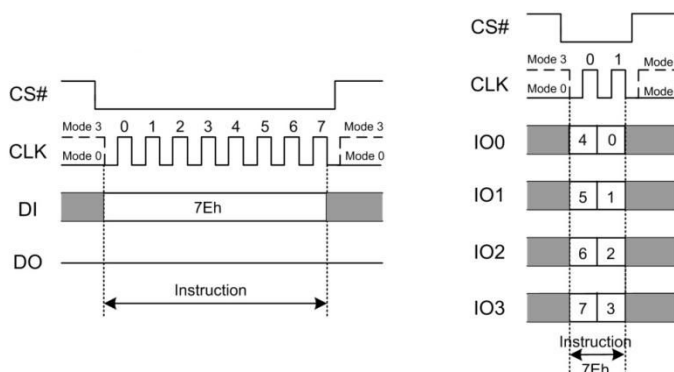 CS#
Mode 3 0 1 2 3 4 5 6 7 Mode 3
CLK
Mode 0 Mode 0
DI 7Eh
DO
Instruction
CS#
Mode 3 0 1 Mode
CLK
Mode 0 Mode
IO0 4 0
IO1 5 1
IO2 6 2
IO3 7 3
Instruction
7Eh